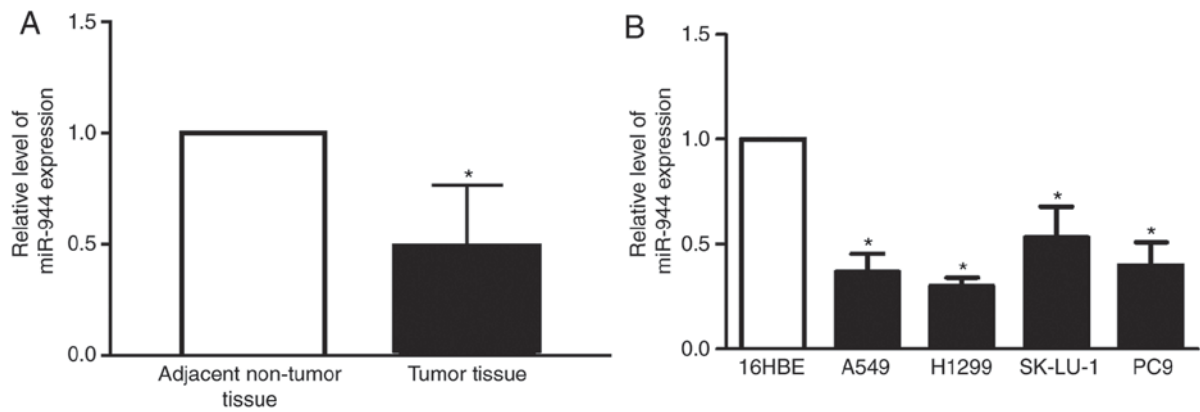 A
Relative level of
miR-944 expression
1.5
1.0
0.5
0.0
*
Adjacent non-tumor
tissue
Tumor tissue
B
Relative level of
miR-944 expression
1.5
1.0
0.5
0.0
*
*
*
*
16HBE
A549
H1299
SK-LU-1
PC9